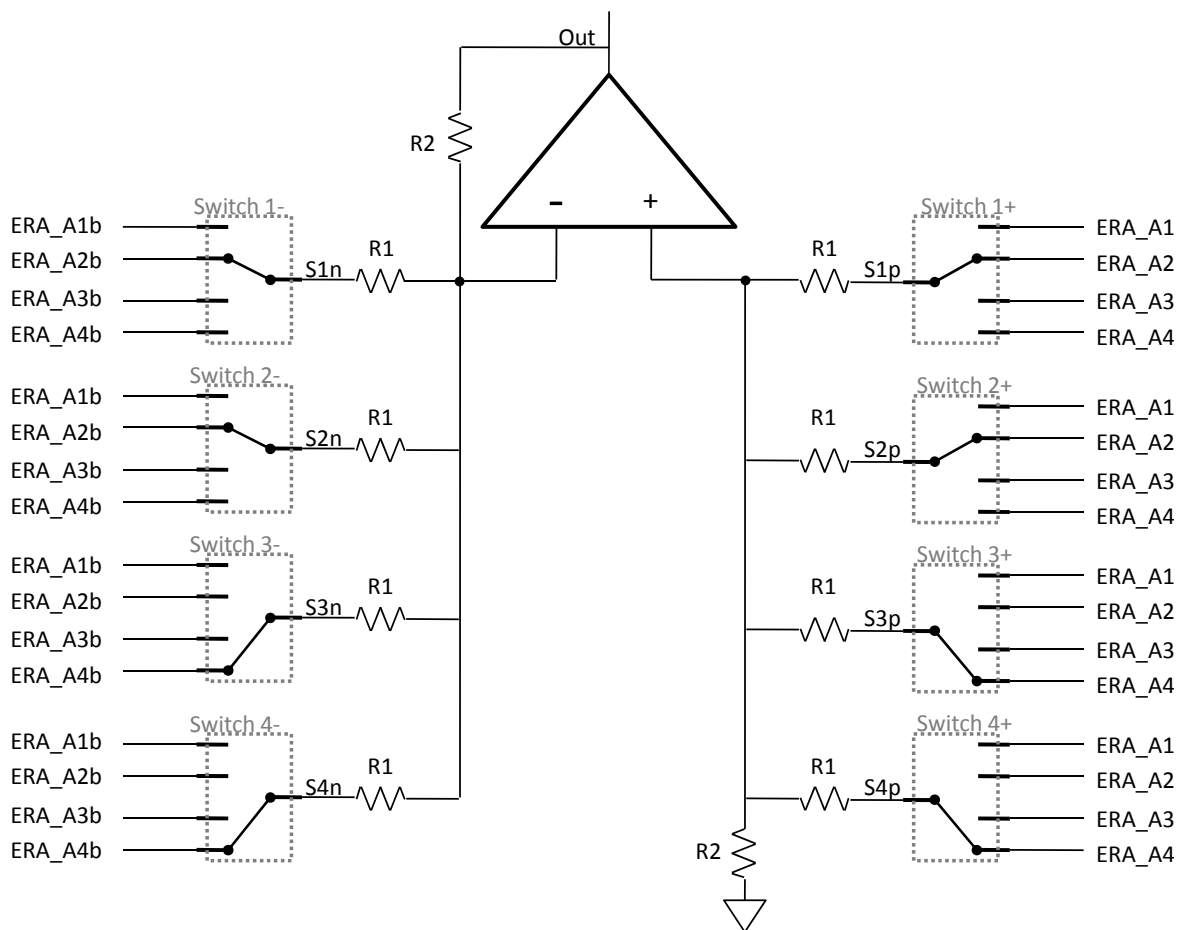 Out
R2
- +
Switch 1-
ERA_A1b
ERA_A2b
ERA_A3b
ERA_A4b
S1n
R1
Switch 2-
ERA_A1b
ERA_A2b
ERA_A3b
ERA_A4b
S2n
R1
Switch 3-
ERA_A1b
ERA_A2b
ERA_A3b
ERA_A4b
S3n
R1
Switch 4-
ERA_A1b
ERA_A2b
ERA_A3b
ERA_A4b
S4n
R1
Switch 1+
R1
S1p
ERA_A1
ERA_A2
ERA_A3
ERA_A4
Switch 2+
R1
S2p
ERA_A1
ERA_A2
ERA_A3
ERA_A4
Switch 3+
R1
S3p
ERA_A1
ERA_A2
ERA_A3
ERA_A4
Switch 4+
R1
S4p
ERA_A1
ERA_A2
ERA_A3
ERA_A4
R2